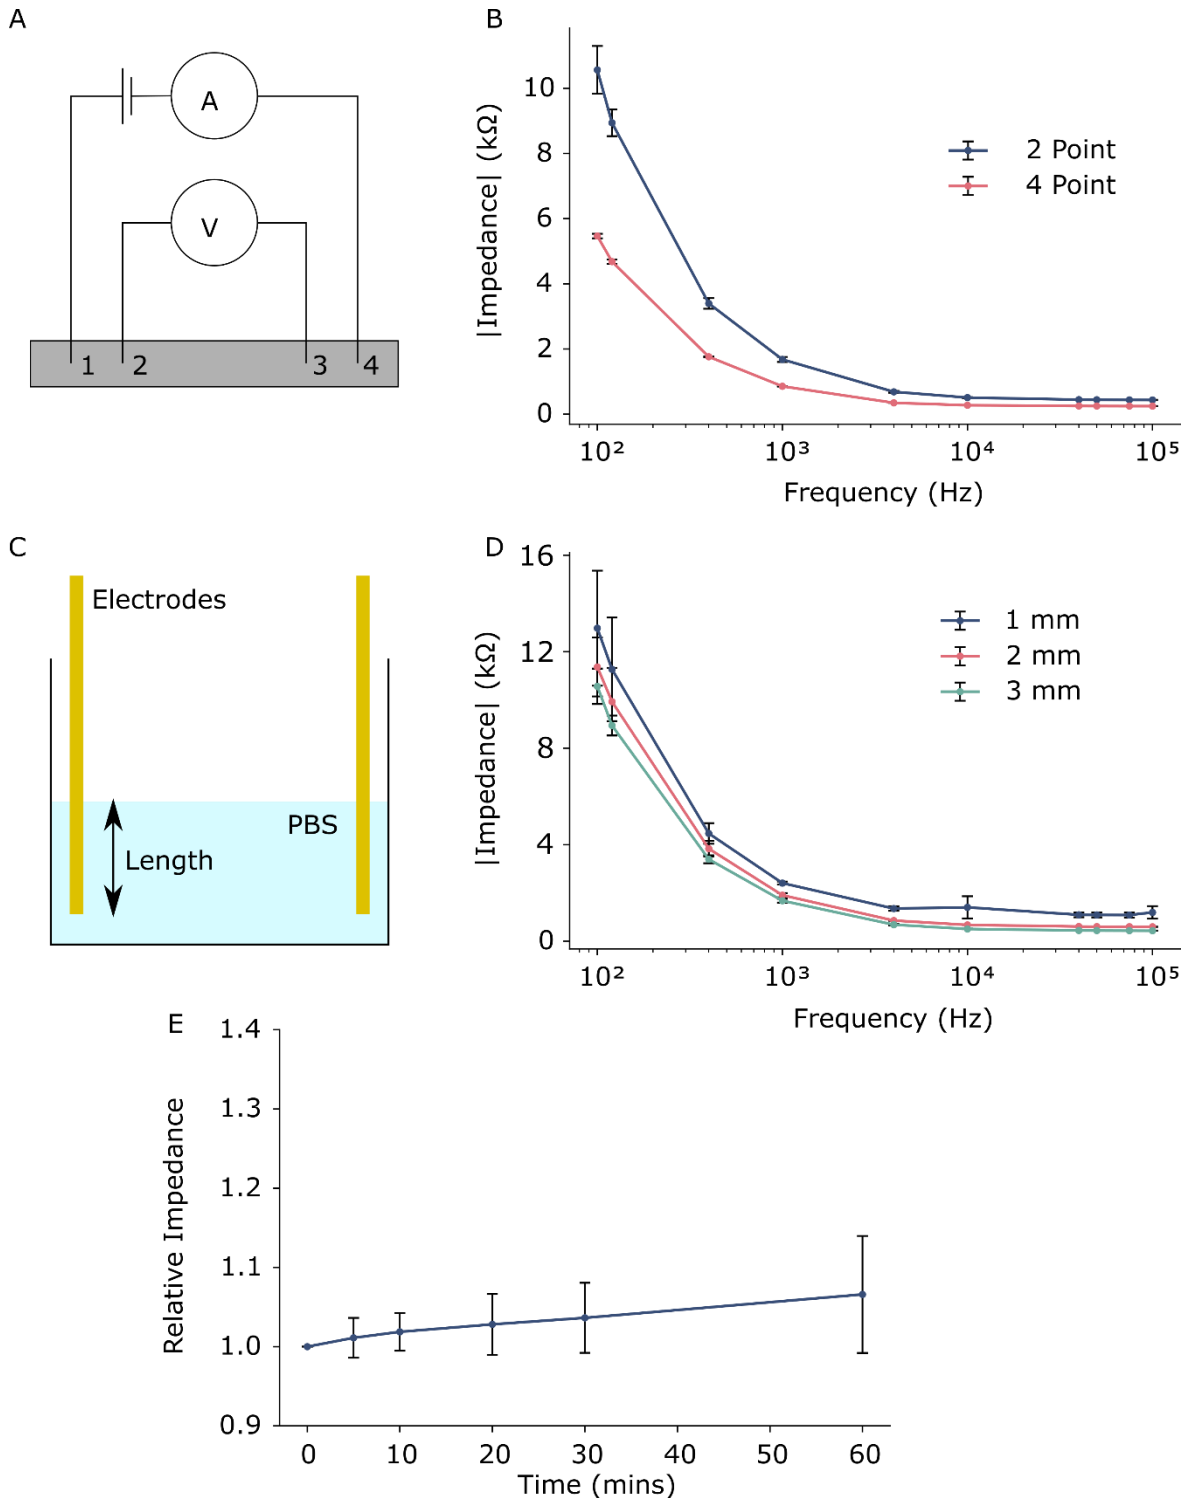 A
A
V
1 2 3 4
B
|Impedance| (kΩ)
10
8
6
4
2
0
2 Point
4 Point
10² 10³ 10⁴ 10⁵
Frequency (Hz)
C
Electrodes
PBS
Length
D
|Impedance| (kΩ)
16
12
8
4
0
1 mm
2 mm
3 mm
10² 10³ 10⁴ 10⁵
Frequency (Hz)
E
Relative Impedance
1.4
1.3
1.2
1.1
1.0
0.9
0 10 20 30 40 50 60
Time (mins)